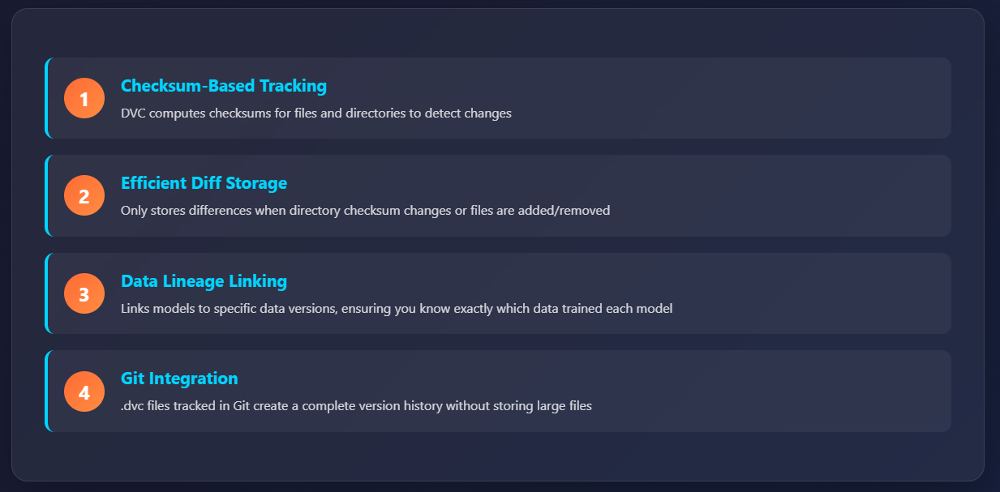 1
Checksum-Based Tracking
DVC computes checksums for files and directories to detect changes
2
Efficient Diff Storage
Only stores differences when directory checksum changes or files are added/removed
3
Data Lineage Linking
Links models to specific data versions, ensuring you know exactly which data trained each model
4
Git Integration
.dvc files tracked in Git create a complete version history without storing large files